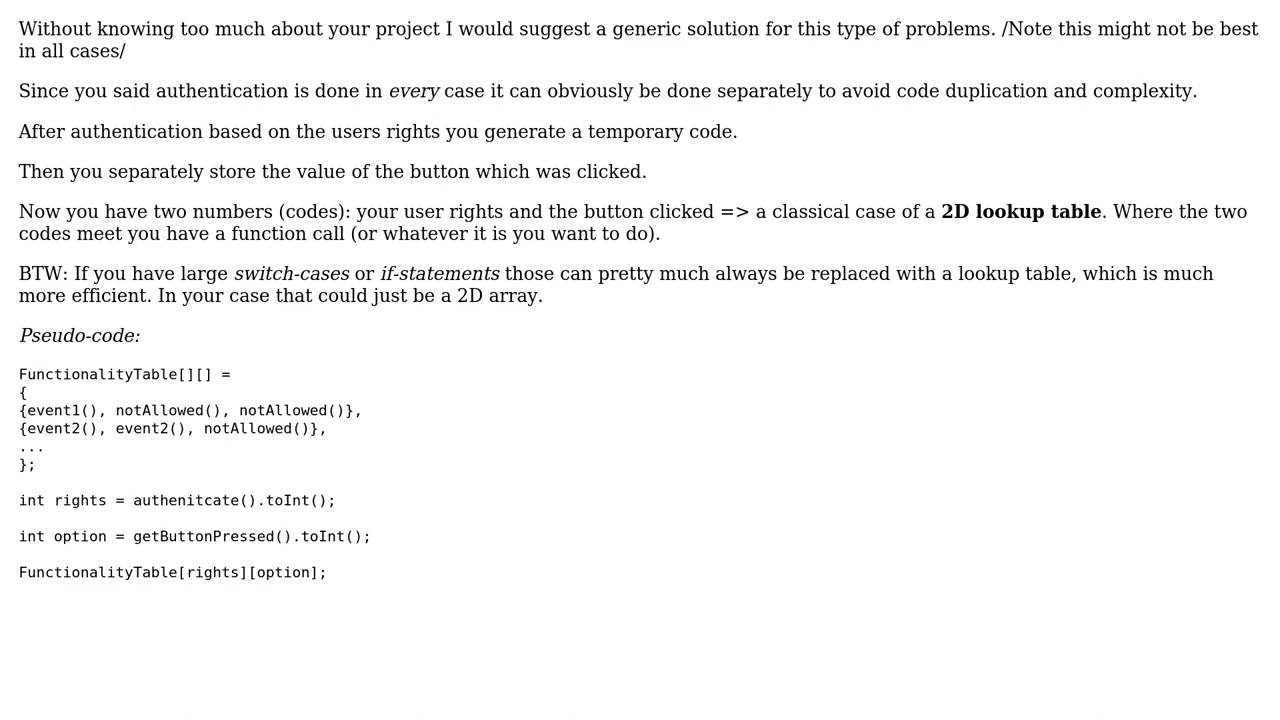 Without knowing too much about your project I would suggest a generic solution for this type of problems. /Note this might not be best
in all cases/
Since you said authentication is done in every case it can obviously be done separately to avoid code duplication and complexity.
After authentication based on the users rights you generate a temporary code.
Then you separately store the value of the button which was clicked.
Now you have two numbers (codes): your user rights and the button clicked => a classical case of a 2D lookup table. Where the two
codes meet you have a function call (or whatever it is you want to do).
BTW: If you have large switch-cases or if-statements those can pretty much always be replaced with a lookup table, which is much
more efficient. In your case that could just be a 2D array.
Pseudo-code:
FunctionalityTable[][] =
{
{event1(), notAllowed(), notAllowed()},
{event2(), event2(), notAllowed()},
...
};
int rights = authenitcate().toInt();
int option = getButtonPressed().toInt();
FunctionalityTable[rights][option];